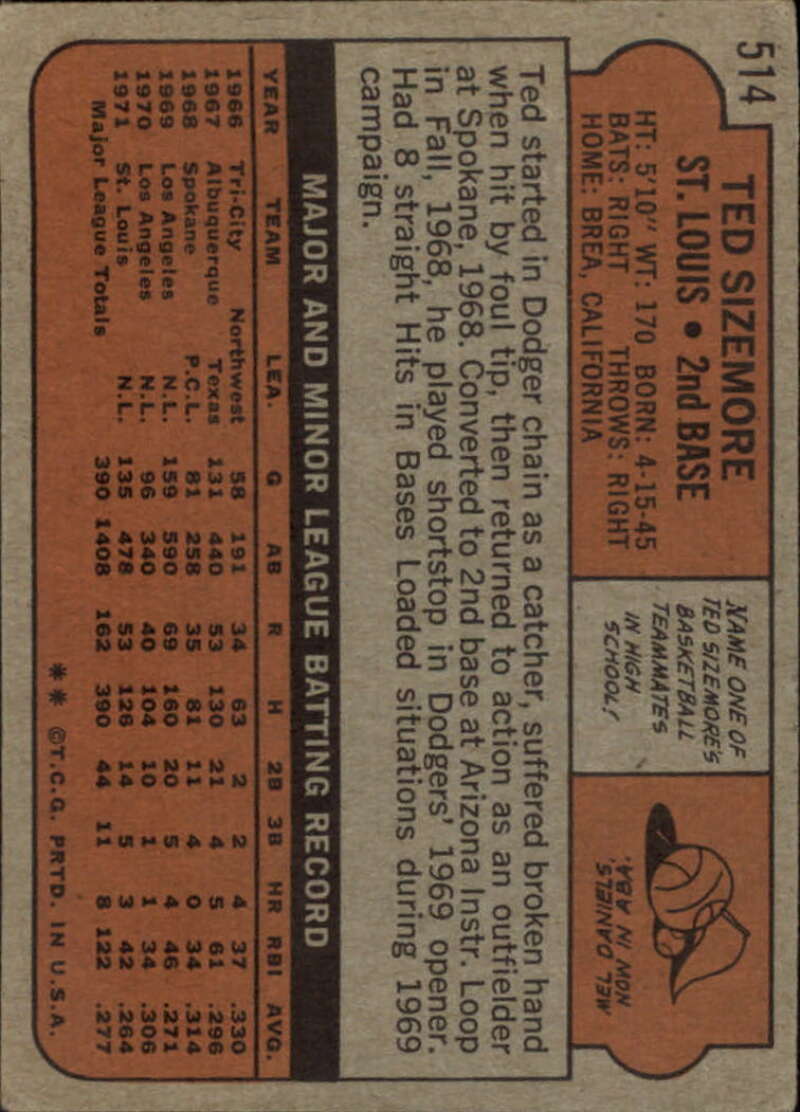 514
TED SIZEMORE
ST. LOUIS • 2nd BASE
HT: 5'10" WT: 170 BORN: 4-15-45
BATS: RIGHT THROWS: RIGHT
HOME: BREA, CALIFORNIA
NAME ONE OF
TED SIZEMORE'S
BASKETBALL
TEAMMATES
IN HIGH
SCHOOL?
MEL DANIELS,
NOW IN ABA.
Ted started in Dodger chain as a catcher, suffered broken hand
when hit by foul tip, then returned to action as an outfielder
at Spokane, 1968. Converted to 2nd base at Arizona Instr. Loop
in Fall, 1968, he played shortstop in Dodgers' 1969 opener.
Had 8 straight Hits in Bases Loaded situations during 1969
campaign.
MAJOR AND MINOR LEAGUE BATTING RECORD
YEAR TEAM LEA. G AB R H 2B 3B HR RBI AVG.
1966 Tri-City Northwest 58 191 34 63 2 2 4 37 .330
1967 Albuquerque Texas 131 440 53 130 21 4 5 61 .296
1968 Spokane P.C.L. 81 258 35 81 11 4 0 34 .314
1969 Los Angeles N.L. 159 590 69 160 20 5 4 46 .271
1970 Los Angeles N.L. 96 340 40 104 10 1 1 34 .306
1971 St. Louis N.L. 135 478 53 126 14 5 3 42 .264
Major League Totals 390 1408 162 390 44 11 8 122 .277
** ©T.C.G. PRTD. IN U.S.A.